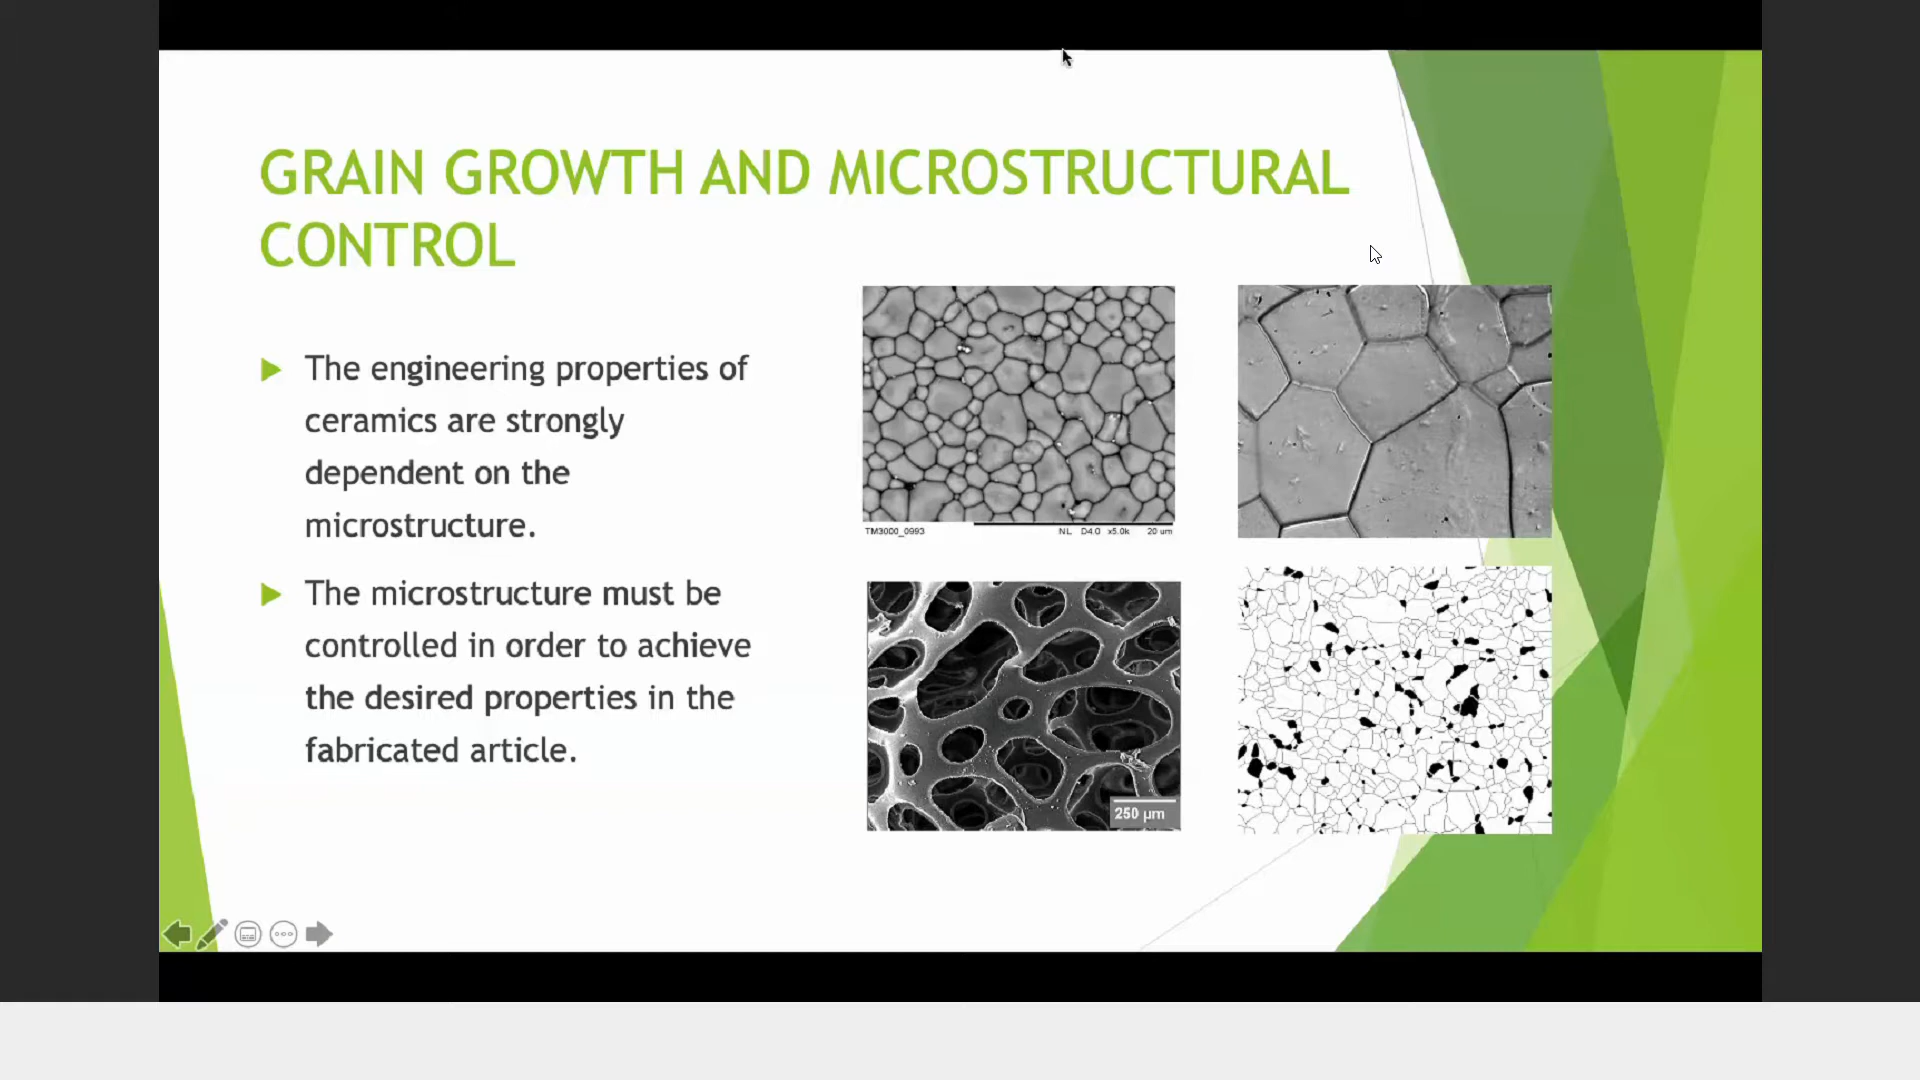 GRAIN GROWTH AND MICROSTRUCTURAL
CONTROL
The engineering properties of
ceramics are strongly
dependent on the
microstructure.
The microstructure must be
controlled in order to achieve
the desired properties in the
fabricated article.
TM3000_0993 NL D4.0 x5.0k 20 um
250 µm